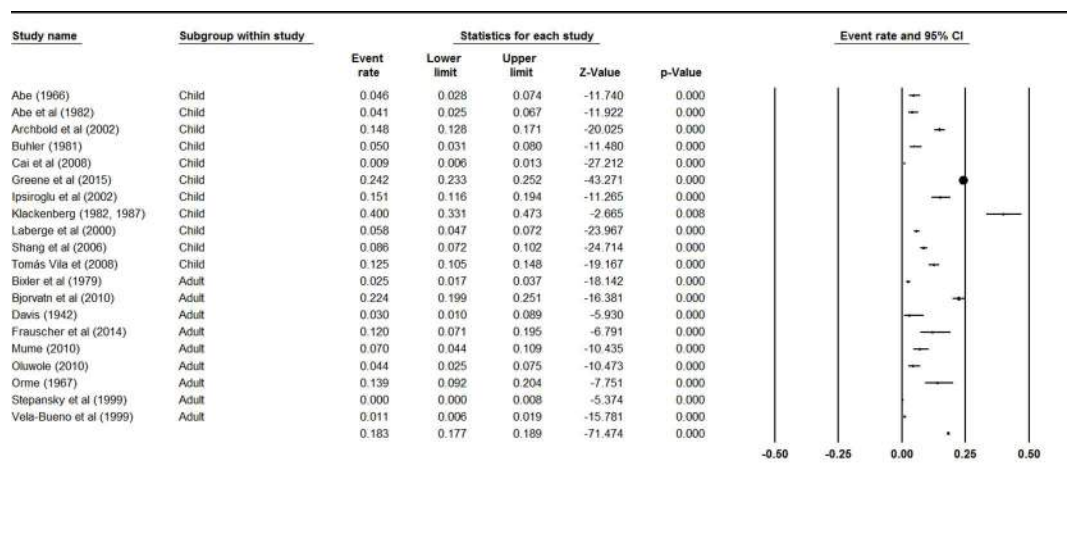 Study name Subgroup within study Statistics for each study Event rate and 95% CI
Event rate Lower limit Upper limit Z-Value p-Value
Abe (1966) Child 0.046 0.028 0.074 -11.740 0.000
Abe et al (1982) Child 0.041 0.025 0.067 -11.922 0.000
Archbold et al (2002) Child 0.148 0.128 0.171 -20.025 0.000
Buhler (1981) Child 0.050 0.031 0.080 -11.480 0.000
Cai et al (2008) Child 0.009 0.006 0.013 -27.212 0.000
Greene et al (2015) Child 0.242 0.233 0.252 -43.271 0.000
Ipsiroglu et al (2002) Child 0.151 0.116 0.194 -11.265 0.000
Klackenberg (1982, 1987) Child 0.400 0.331 0.473 -2.665 0.008
Laberge et al (2000) Child 0.058 0.047 0.072 -23.967 0.000
Shang et al (2006) Child 0.086 0.072 0.102 -24.714 0.000
Tomás Vila et (2008) Child 0.125 0.105 0.148 -19.167 0.000
Bixler et al (1979) Adult 0.025 0.017 0.037 -18.142 0.000
Bjorvatn et al (2010) Adult 0.224 0.199 0.251 -16.381 0.000
Davis (1942) Adult 0.030 0.010 0.089 -5.930 0.000
Frauscher et al (2014) Adult 0.120 0.071 0.195 -6.791 0.000
Mume (2010) Adult 0.070 0.044 0.109 -10.435 0.000
Oluwole (2010) Adult 0.044 0.025 0.075 -10.473 0.000
Orme (1967) Adult 0.139 0.092 0.204 -7.751 0.000
Stepansky et al (1999) Adult 0.000 0.000 0.008 -5.374 0.000
Vela-Bueno et al (1999) Adult 0.011 0.006 0.019 -15.781 0.000
0.183 0.177 0.189 -71.474 0.000
-0.50 -0.25 0.00 0.25 0.50